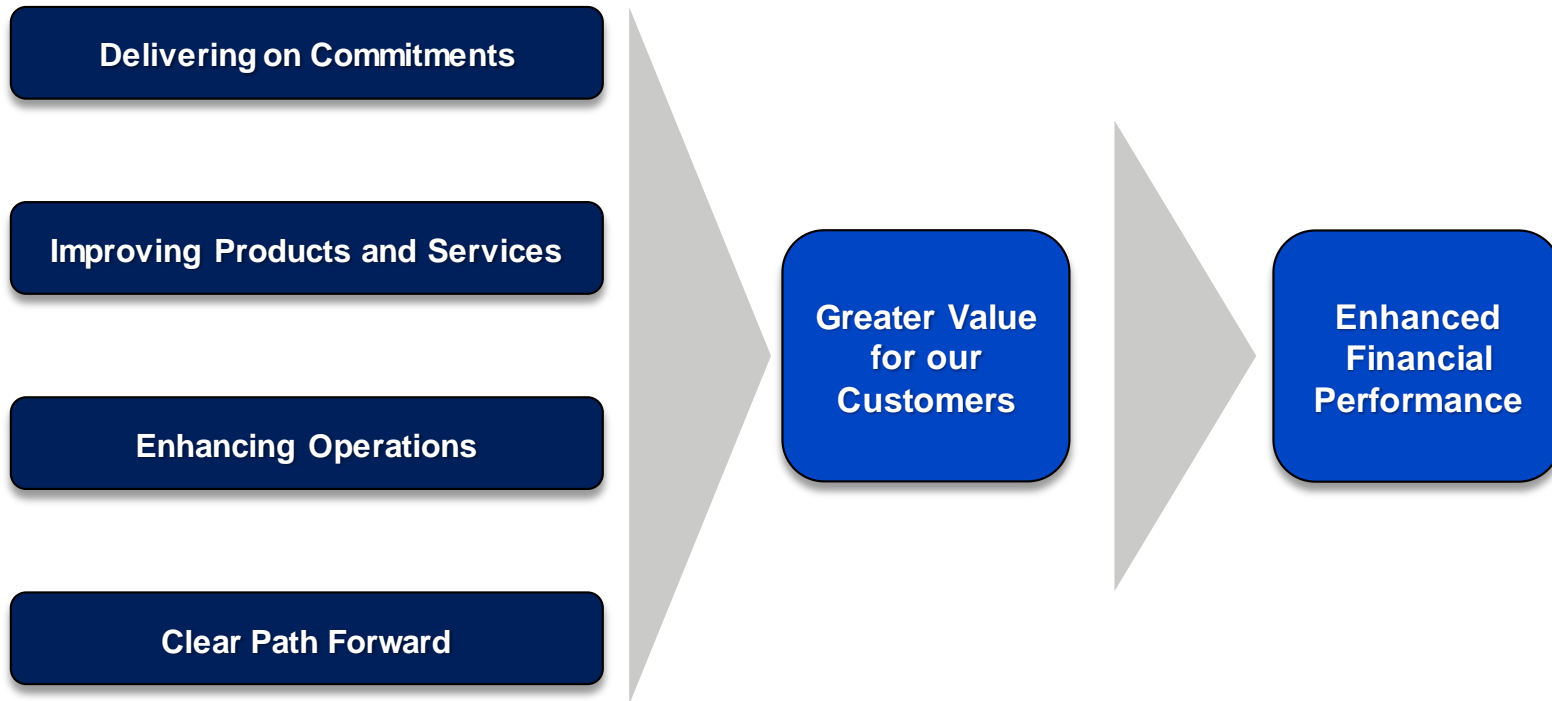 Delivering on Commitments
Improving Products and Services
Enhancing Operations
Clear Path Forward
Greater Value
for our
Customers
Enhanced
Financial
Performance